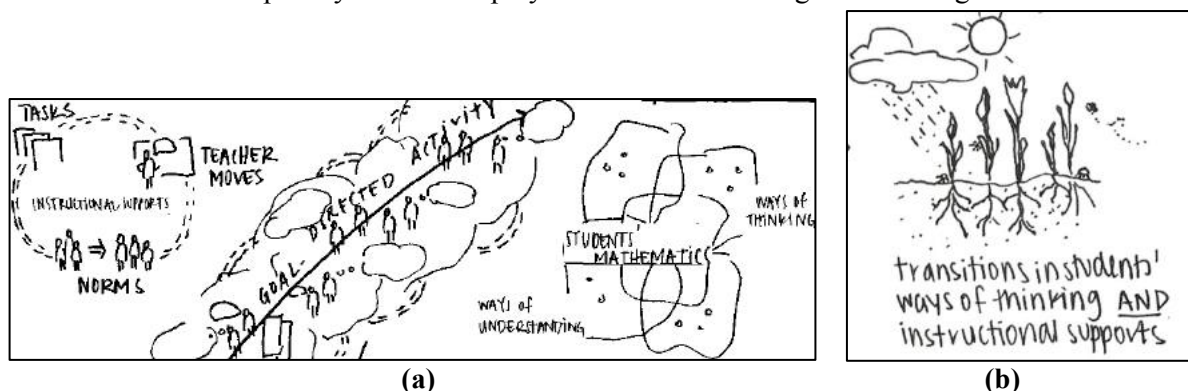 TASKS
TEACHER
MOVES
INSTRUCTIONAL SUPPORTS
NORMS
GOAL-DIRECTED ACTIVITY
WAYS OF
THINKING
STUDENTS'
MATHEMATICS
WAYS of
UNDERSTANDING
(a)
transitions in students'
ways of thinking AND
instructional supports
(b)